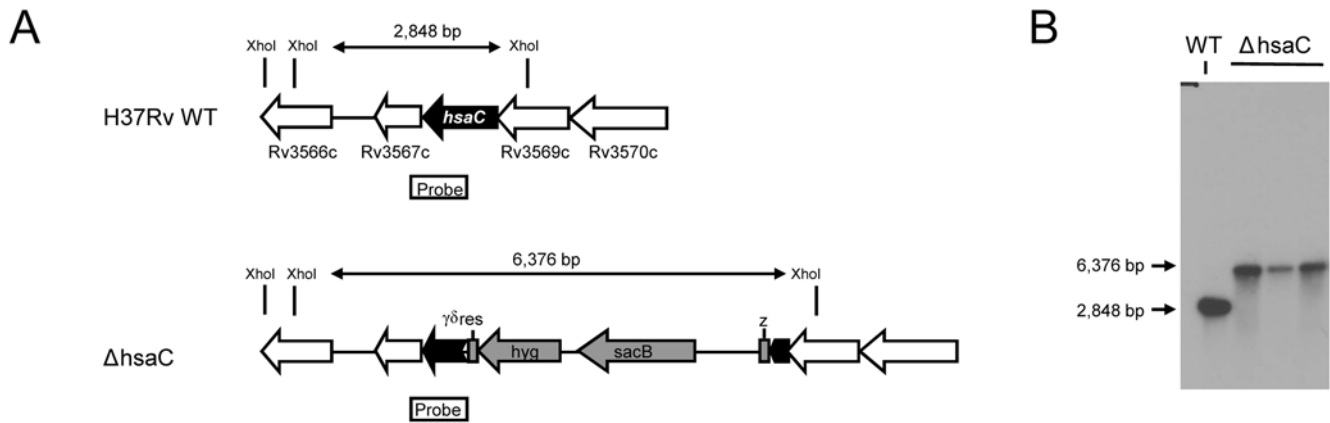 A
2,848 bp
XhoI XhoI XhoI
H37Rv WT
hsaC
Rv3566c Rv3567c Rv3569c Rv3570c
Probe
6,376 bp
XhoI XhoI XhoI
γδres z
ΔhsaC
hyg sacB
Probe
B
WT ΔhsaC
6,376 bp
2,848 bp